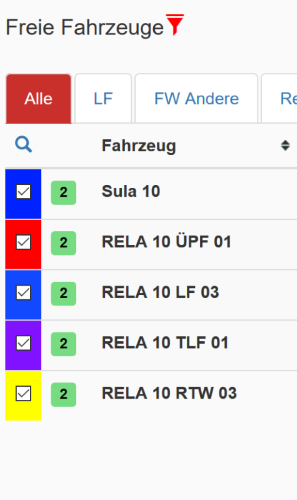 Freie Fahrzeuge
Alle LF FW Andere Re
Fahrzeug
2 Sula 10
2 RELA 10 ÜPF 01
2 RELA 10 LF 03
2 RELA 10 TLF 01
2 RELA 10 RTW 03